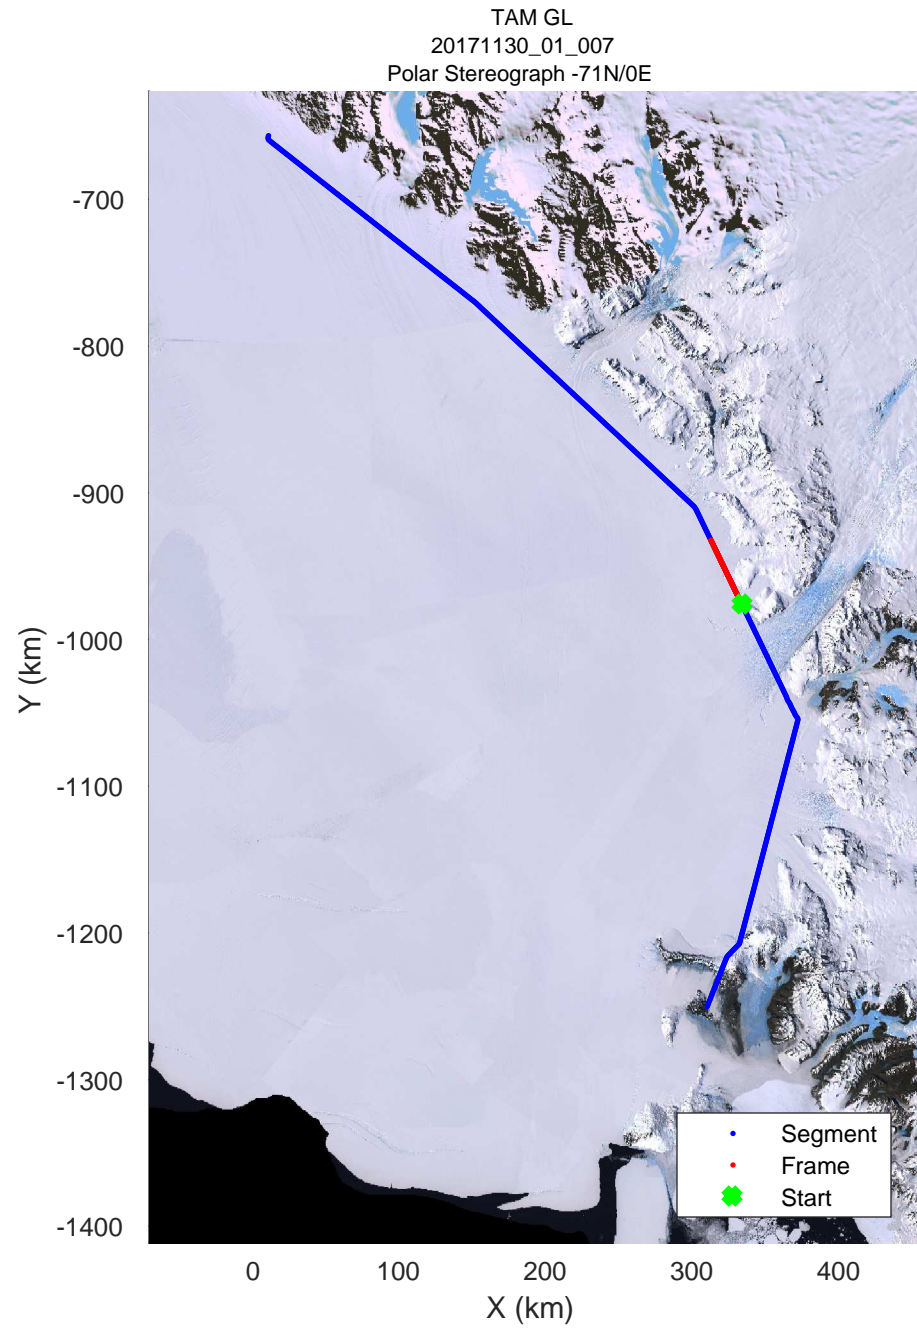 TAM GL
20171130_01_007
Polar Stereograph -71N/0E
-700
-800
-900
-1000
-1100
-1200
-1300
-1400
Y (km)
0 100 200 300 400
X (km)
Segment
Frame
Start